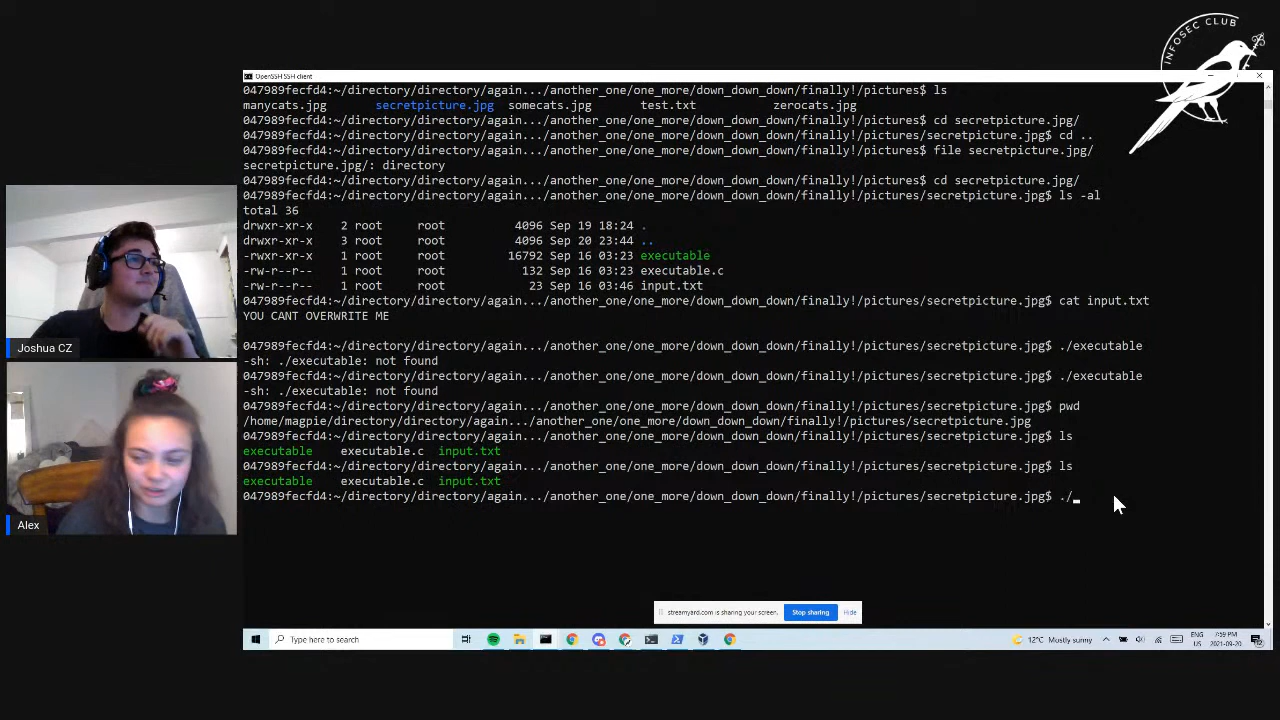 INFOSEC CLUB
OpenSSH SSH client
047989fecfd4:~/directory/directory/again.../another_one/one_more/down_down_down/finally!/pictures$ ls
manycats.jpg secretpicture.jpg somecats.jpg test.txt zerocats.jpg
047989fecfd4:~/directory/directory/again.../another_one/one_more/down_down_down/finally!/pictures$ cd secretpicture.jpg/
047989fecfd4:~/directory/directory/again.../another_one/one_more/down_down_down/finally!/pictures/secretpicture.jpg$ cd ..
047989fecfd4:~/directory/directory/again.../another_one/one_more/down_down_down/finally!/pictures$ file secretpicture.jpg/
secretpicture.jpg/: directory
047989fecfd4:~/directory/directory/again.../another_one/one_more/down_down_down/finally!/pictures$ cd secretpicture.jpg/
047989fecfd4:~/directory/directory/again.../another_one/one_more/down_down_down/finally!/pictures/secretpicture.jpg$ ls -al
total 36
drwxr-xr-x 2 root root 4096 Sep 19 18:24 .
drwxr-xr-x 3 root root 4096 Sep 20 23:44 ..
-rwxr-xr-x 1 root root 16792 Sep 16 03:23 executable
-rw-r--r-- 1 root root 132 Sep 16 03:23 executable.c
-rw-r--r-- 1 root root 23 Sep 16 03:46 input.txt
047989fecfd4:~/directory/directory/again.../another_one/one_more/down_down_down/finally!/pictures/secretpicture.jpg$ cat input.txt
YOU CANT OVERWRITE ME
047989fecfd4:~/directory/directory/again.../another_one/one_more/down_down_down/finally!/pictures/secretpicture.jpg$ ./executable
-sh: ./executable: not found
047989fecfd4:~/directory/directory/again.../another_one/one_more/down_down_down/finally!/pictures/secretpicture.jpg$ ./executable
-sh: ./executable: not found
047989fecfd4:~/directory/directory/again.../another_one/one_more/down_down_down/finally!/pictures/secretpicture.jpg$ pwd
/home/magpie/directory/directory/again.../another_one/one_more/down_down_down/finally!/pictures/secretpicture.jpg
047989fecfd4:~/directory/directory/again.../another_one/one_more/down_down_down/finally!/pictures/secretpicture.jpg$ ls
executable executable.c input.txt
047989fecfd4:~/directory/directory/again.../another_one/one_more/down_down_down/finally!/pictures/secretpicture.jpg$ ls
executable executable.c input.txt
047989fecfd4:~/directory/directory/again.../another_one/one_more/down_down_down/finally!/pictures/secretpicture.jpg$ ./_
Joshua CZ
Alex
streamyard.com is sharing your screen. Stop sharing Hide
Type here to search
12°C Mostly sunny
ENG
US
7:59 PM
2021-09-20